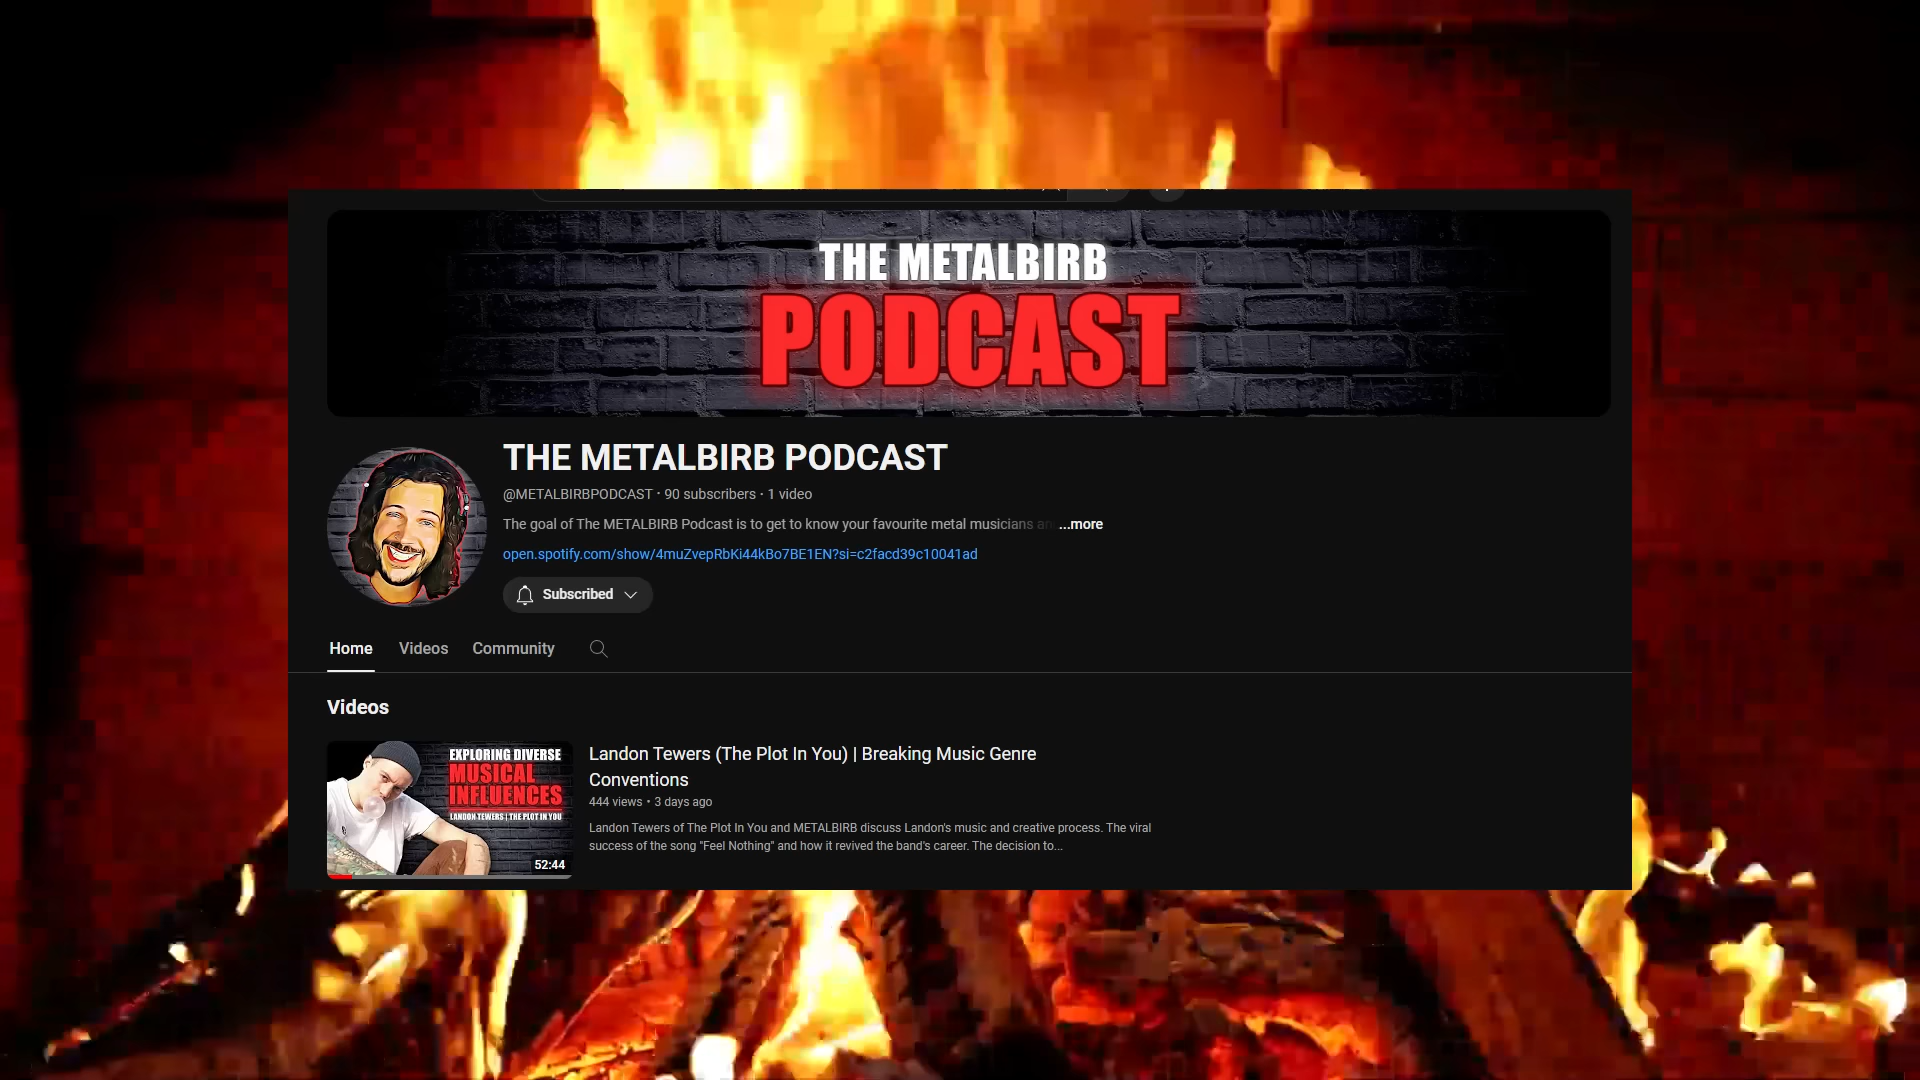 THE METALBIRB
PODCAST
THE METALBIRB PODCAST
@METALBIRBPODCAST • 90 subscribers • 1 video
The goal of The METALBIRB Podcast is to get to know your favourite metal musicians ...more
open.spotify.com/show/4muZvepRbKi44kBo7BE1EN?si=c2facd39c10041ad
Subscribed
Home Videos Community
Videos
EXPLORING DIVERSE
MUSICAL
INFLUENCES
LANDON TEWERS | THE PLOT IN YOU
52:44
Landon Tewers (The Plot In You) | Breaking Music Genre
Conventions
444 views • 3 days ago
Landon Tewers of The Plot In You and METALBIRB discuss Landon's music and creative process. The viral
success of the song "Feel Nothing" and how it revived the band's career. The decision to...